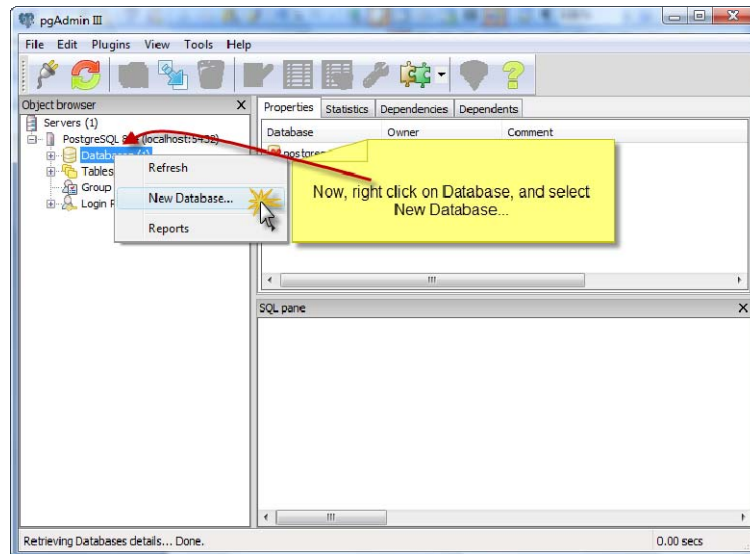 pgAdmin III
File Edit Plugins View Tools Help
Object browser X
Servers (1)
PostgreSQL (localhost:5432)
Databases (1)
Tables
Group
Login R
Refresh
New Database...
Reports
Properties Statistics Dependencies Dependents
Database Owner Comment
postgres
Now, right click on Database, and select
New Database...
SQL pane X
Retrieving Databases details... Done. 0.00 secs